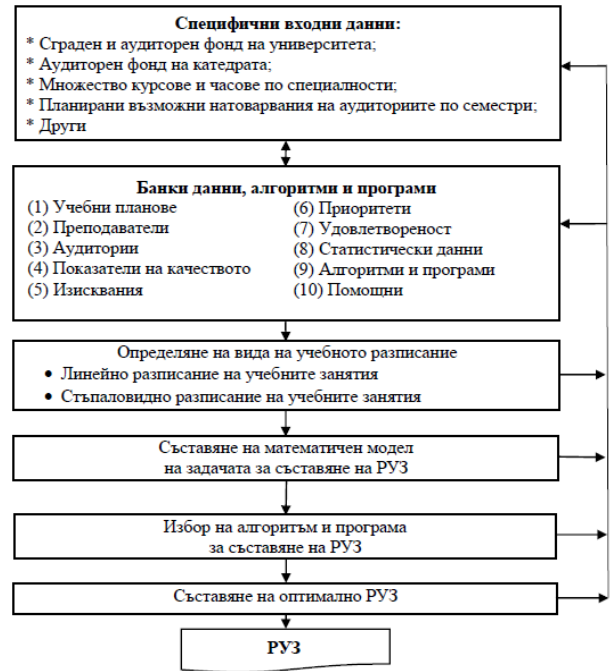 Специфични входни данни:
* Сграден и аудиторен фонд на университета;
* Аудиторен фонд на катедрата;
* Множество курсове и часове по специалности;
* Планирани възможни натоварвания на аудиториите по семестри;
* Други
Банки данни, алгоритми и програми
(1) Учебни планове
(2) Преподаватели
(3) Аудитории
(4) Показатели на качеството
(5) Изисквания
(6) Приоритети
(7) Удовлетвореност
(8) Статистически данни
(9) Алгоритми и програми
(10) Помощни
Определяне на вида на учебното разписание
• Линейно разписание на учебните занятия
• Стъпаловидно разписание на учебните занятия
Съставяне на математичен модел
на задачата за съставяне на РУЗ
Избор на алгоритъм и програма
за съставяне на РУЗ
Съставяне на оптимално РУЗ
РУЗ